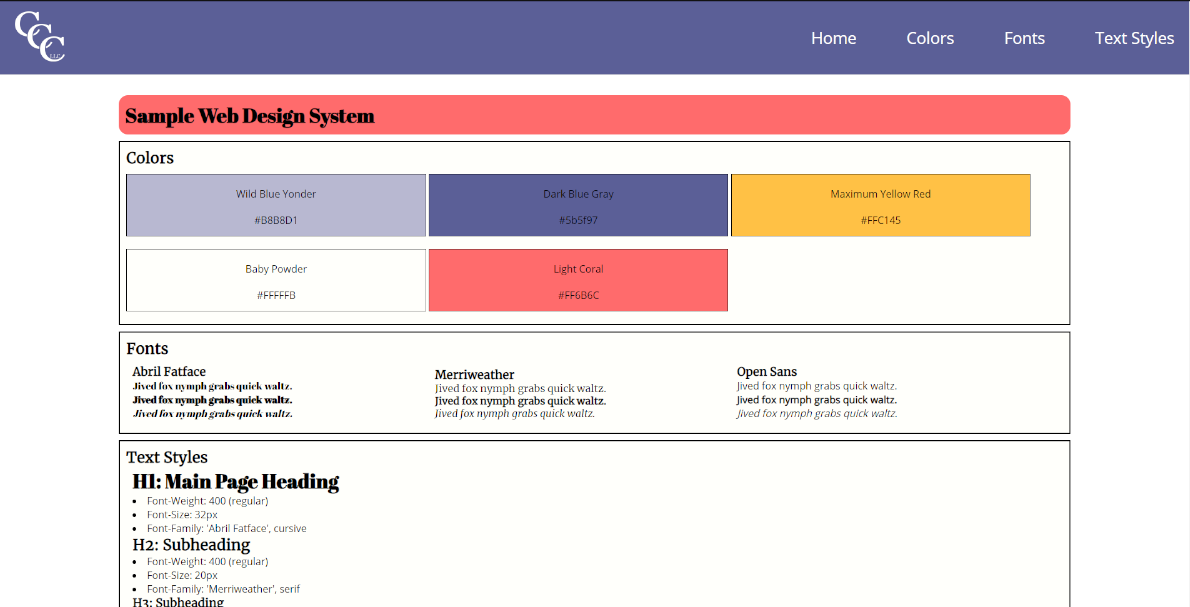 CCC LLC
Home Colors Fonts Text Styles
Sample Web Design System
Colors
Wild Blue Yonder
#B8B8D1
Dark Blue Gray
#5b5f97
Maximum Yellow Red
#FFC145
Baby Powder
#FFFFFB
Light Coral
#FF6B6C
Fonts
Abril Fatface
Jived fox nymph grabs quick waltz.
Jived fox nymph grabs quick waltz.
Jived fox nymph grabs quick waltz.
Merriweather
Jived fox nymph grabs quick waltz.
Jived fox nymph grabs quick waltz.
Jived fox nymph grabs quick waltz.
Open Sans
Jived fox nymph grabs quick waltz.
Jived fox nymph grabs quick waltz.
Jived fox nymph grabs quick waltz.
Text Styles
H1: Main Page Heading
• Font-Weight: 400 (regular)
• Font-Size: 32px
• Font-Family: 'Abril Fatface', cursive
H2: Subheading
• Font-Weight: 400 (regular)
• Font-Size: 20px
• Font-Family: 'Merriweather', serif
H3: Subheading